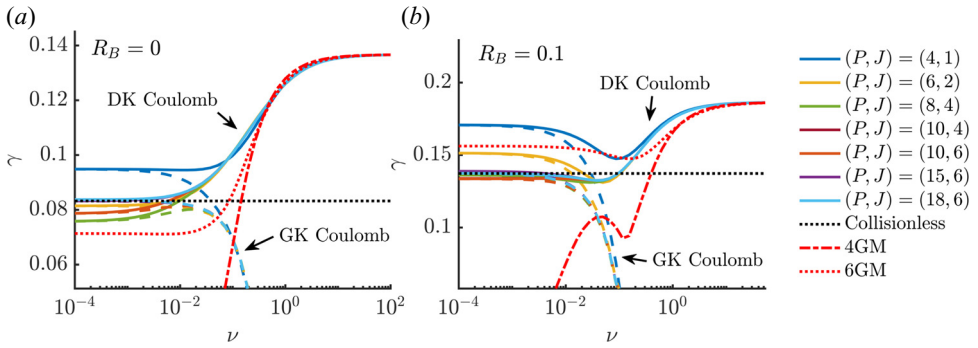 (a)
R_B = 0
0.14
0.12
0.10
0.08
0.06
γ
DK Coulomb
GK Coulomb
10^{-4}
10^{-2}
10^{0}
10^{2}
ν
(b)
R_B = 0.1
0.2
0.15
0.1
γ
DK Coulomb
GK Coulomb
10^{-4}
10^{-2}
10^{0}
ν
(P, J) = (4, 1)
(P, J) = (6, 2)
(P, J) = (8, 4)
(P, J) = (10, 4)
(P, J) = (10, 6)
(P, J) = (15, 6)
(P, J) = (18, 6)
Collisionless
4GM
6GM